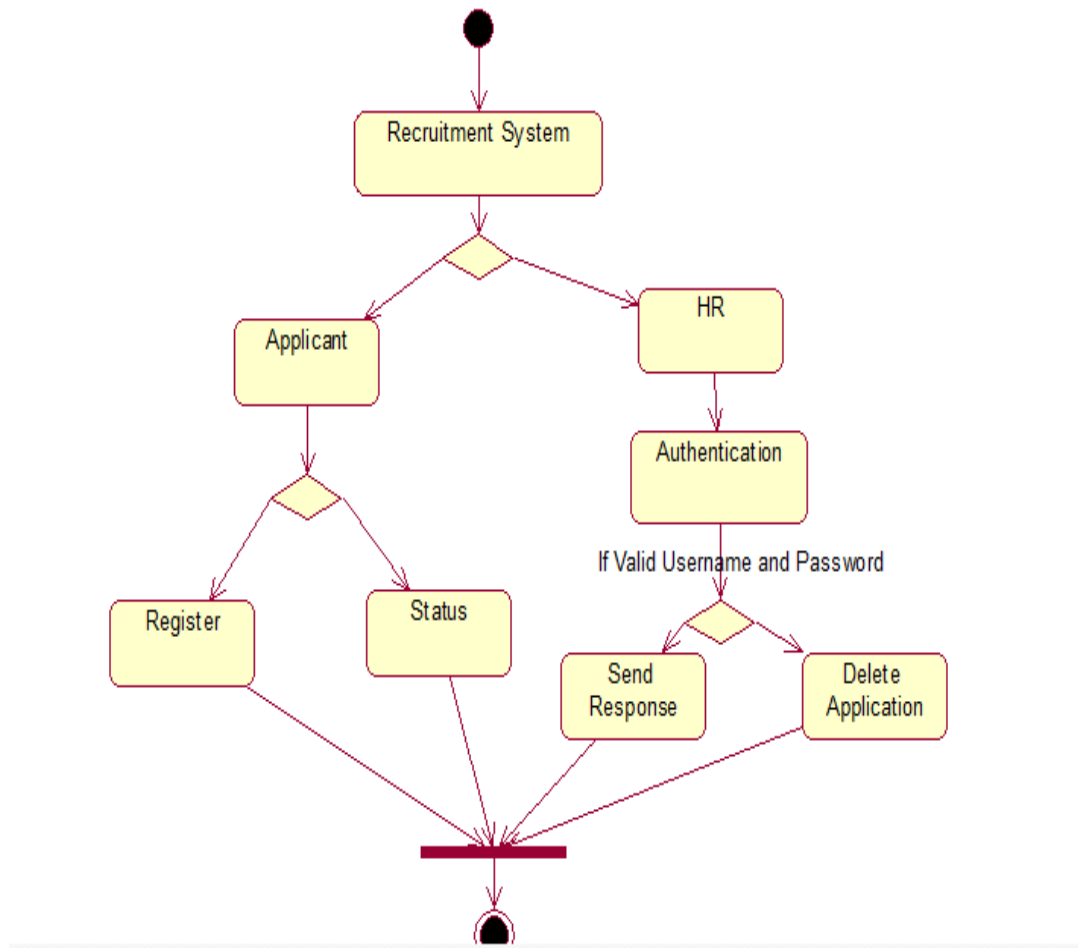 Recruitment System
HR
Applicant
Authentication
If Valid Username and Password
Register
Status
Send
Response
Delete
Application